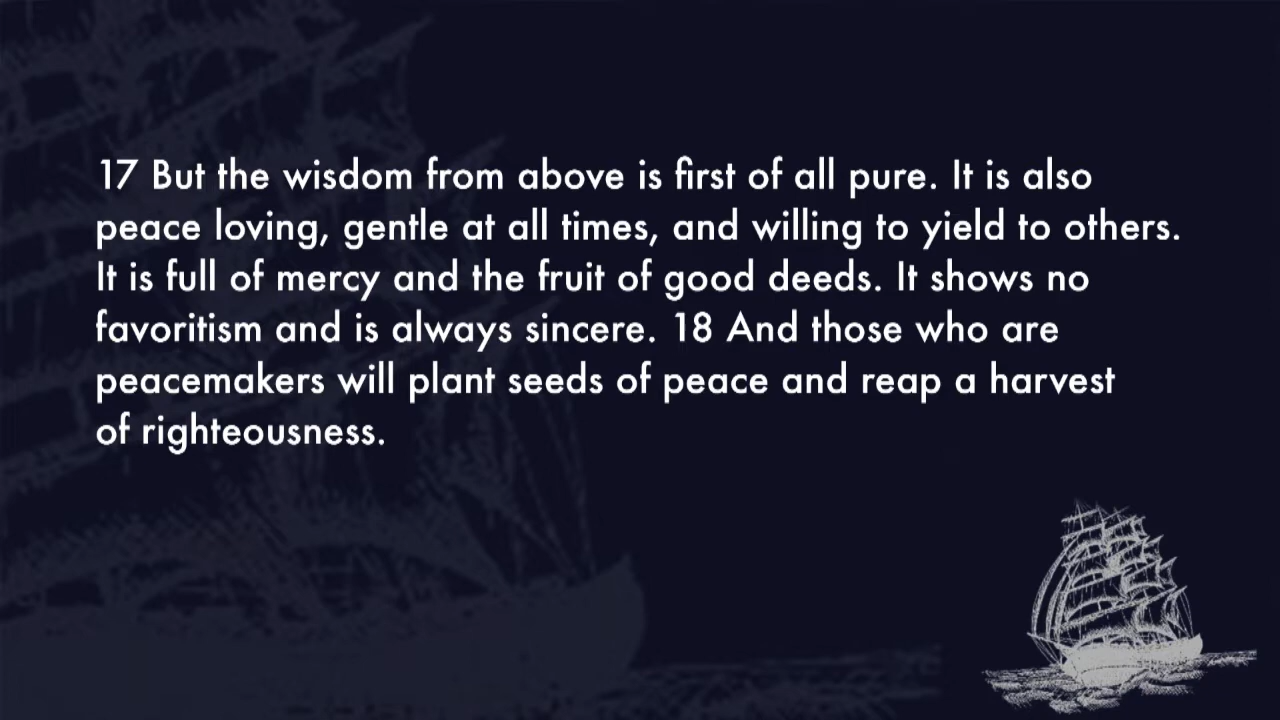 17 But the wisdom from above is first of all pure. It is also
peace loving, gentle at all times, and willing to yield to others.
It is full of mercy and the fruit of good deeds. It shows no
favoritism and is always sincere. 18 And those who are
peacemakers will plant seeds of peace and reap a harvest
of righteousness.